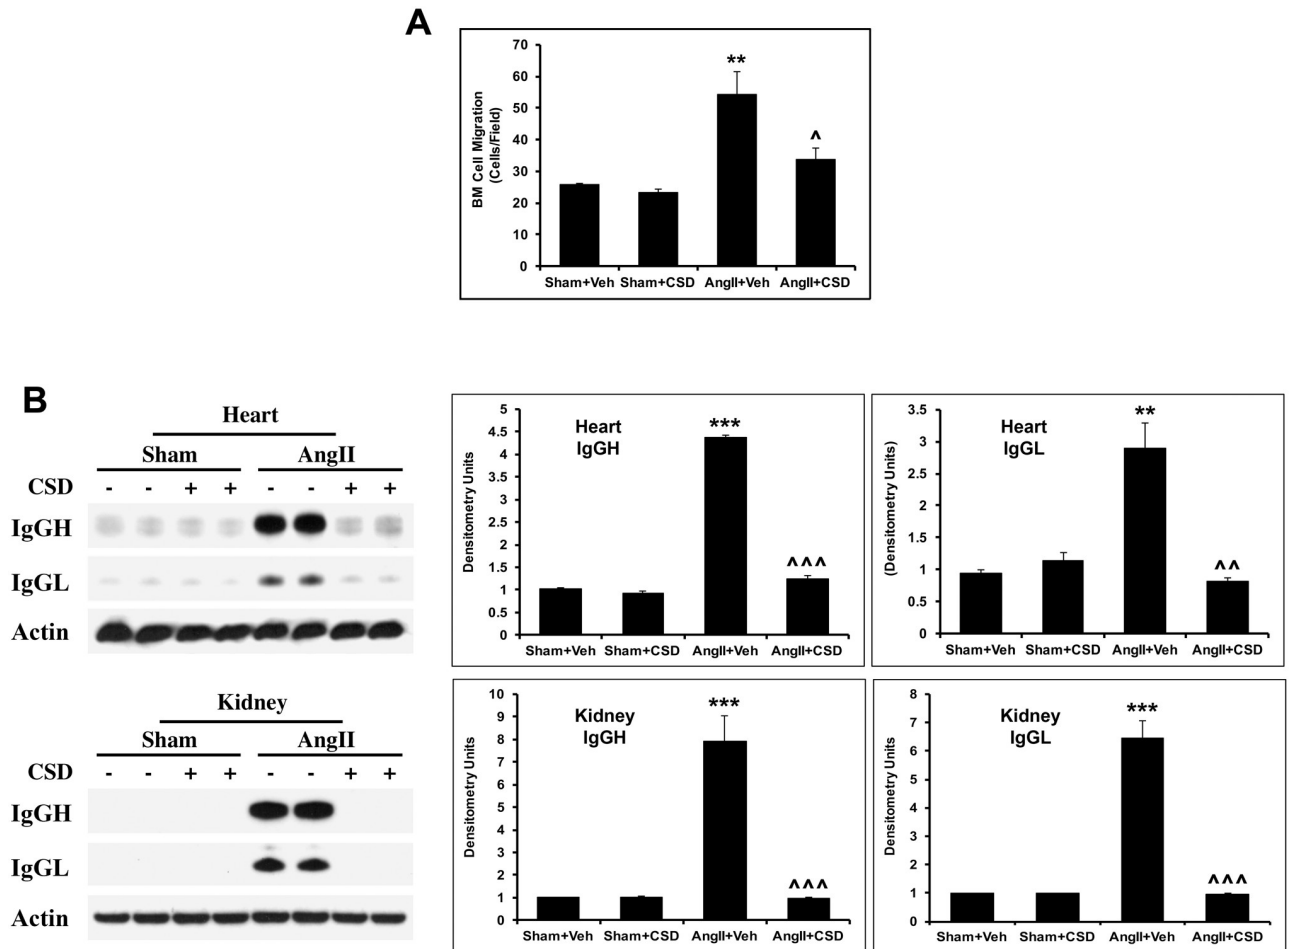 A
BM Cell Migration
(Cells/Field)
70
60
50
40
30
20
10
0
**
^
Sham+Veh Sham+CSD AngII+Veh AngII+CSD
B
Heart
Sham AngII
CSD - - + + - - + +
IgGH
IgGL
Actin
Densitometry Units
5
4.5
4
3.5
3
2.5
2
1.5
1
0.5
0
Heart
IgGH
***
^^^
Sham+Veh Sham+CSD AngII+Veh AngII+CSD
(Densitometry Units)
3.5
3
2.5
2
1.5
1
0.5
0
Heart
IgGL
**
^^
Sham+Veh Sham+CSD AngII+Veh AngII+CSD
Kidney
Sham AngII
CSD - - + + - - + +
IgGH
IgGL
Actin
Densitometry Units
10
9
8
7
6
5
4
3
2
1
0
Kidney
IgGH
***
^^^
Sham+Veh Sham+CSD AngII+Veh AngII+CSD
Densitometry Units
8
7
6
5
4
3
2
1
0
Kidney
IgGL
***
^^^
Sham+Veh Sham+CSD AngII+Veh AngII+CSD